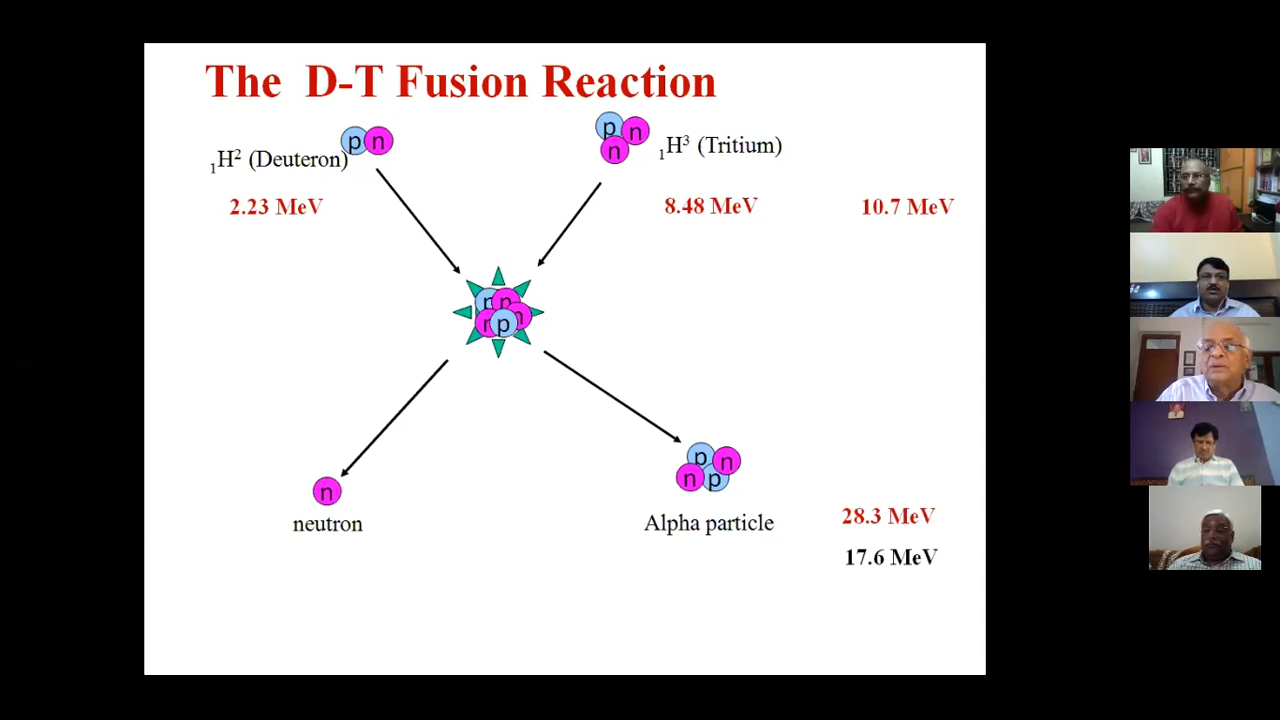 The D-T Fusion Reaction
p n
p n
n
₁H² (Deuteron)
₁H³ (Tritium)
2.23 MeV
8.48 MeV
10.7 MeV
p n
n n
p
n
p n
n p
neutron
Alpha particle
28.3 MeV
17.6 MeV